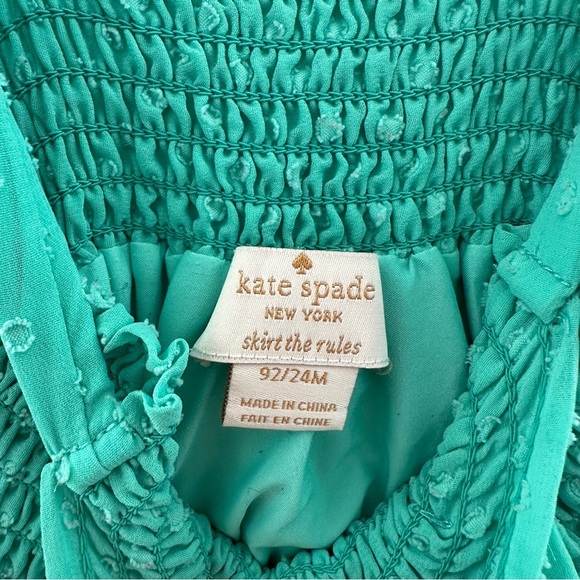 kate spade
NEW YORK
skirt the rules
92/24M
MADE IN CHINA
FAIT EN CHINE